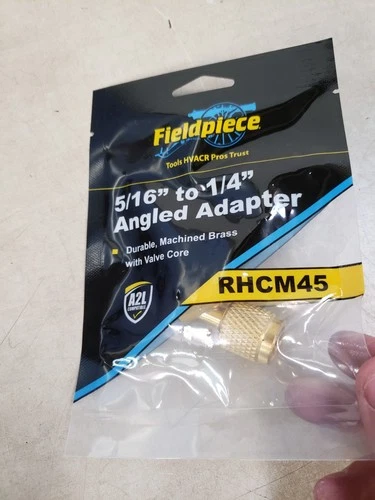 Fieldpiece
Tools HVACR Pros Trust
5/16” to 1/4”
Angled Adapter
Durable, Machined Brass
with Valve Core
RHCM45
A2L
COMPATIBLE